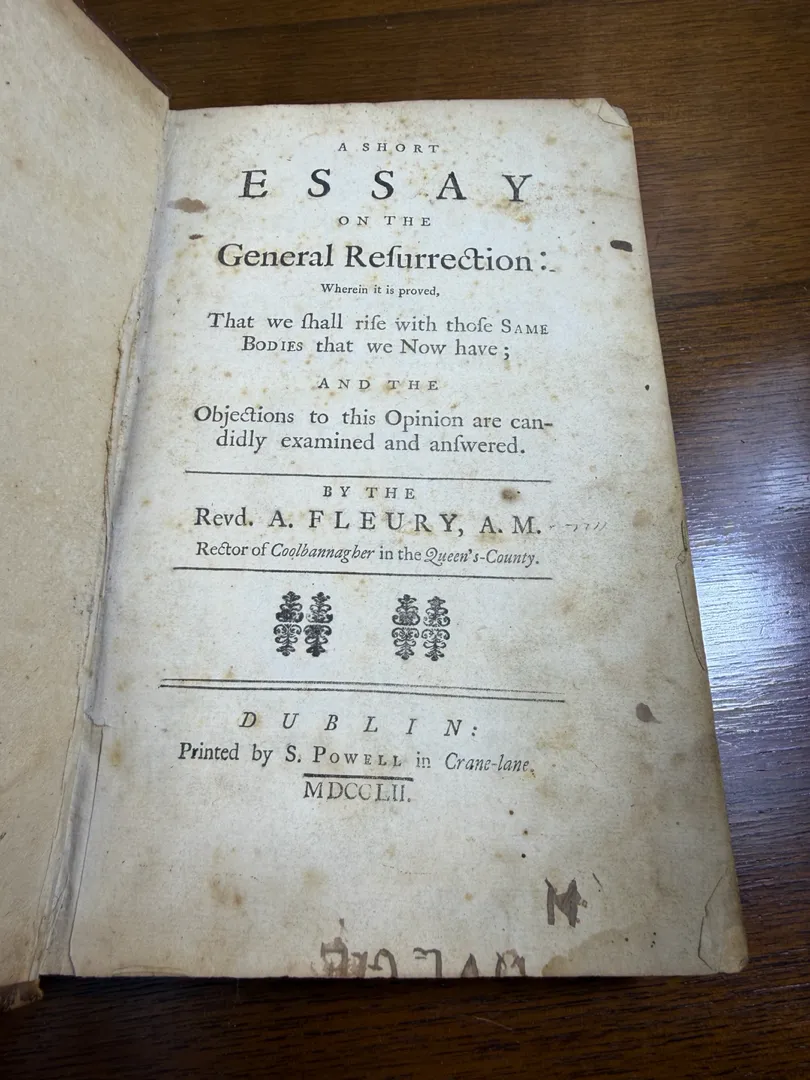 A SHORT
ESSAY
ON THE
General Reſurrection:
Wherein it is proved,
That we ſhall riſe with thoſe SAME
BODIES that we Now have;
AND THE
Objections to this Opinion are can-
didly examined and anſwered.
BY THE
Revd. A. FLEURY, A.M.
Rector of Coolbannagher in the Queen's-County.
DUBLIN:
Printed by S. POWELL in Crane-lane.
MDCCLII.